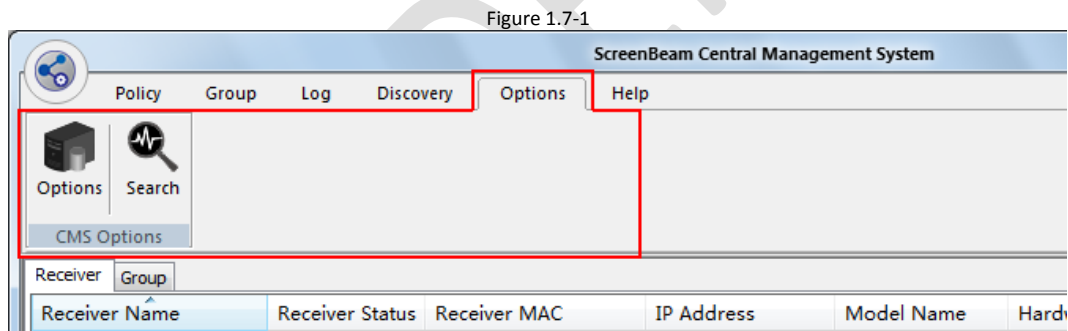 Figure 1.7-1
ScreenBeam Central Management System
Policy Group Log Discovery Options Help
Options Search
CMS Options
Receiver Group
Receiver Name Receiver Status Receiver MAC IP Address Model Name Hardw